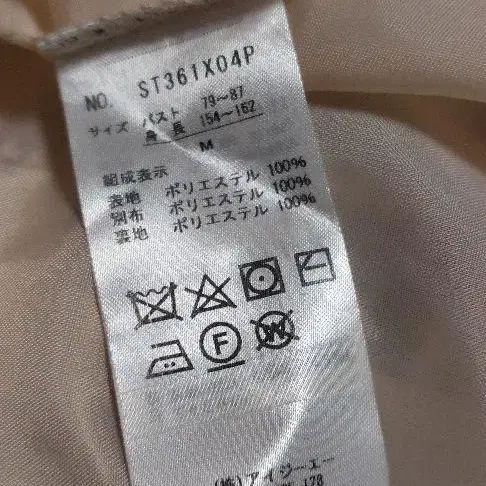 NO. ST361X04P
サイズ バスト 79~87
身長 154~162
M
組成表示
表地 ポリエステル 100%
別布 ポリエステル 100%
裏地 ポリエステル 100%
F
W
(株)アイジーエー